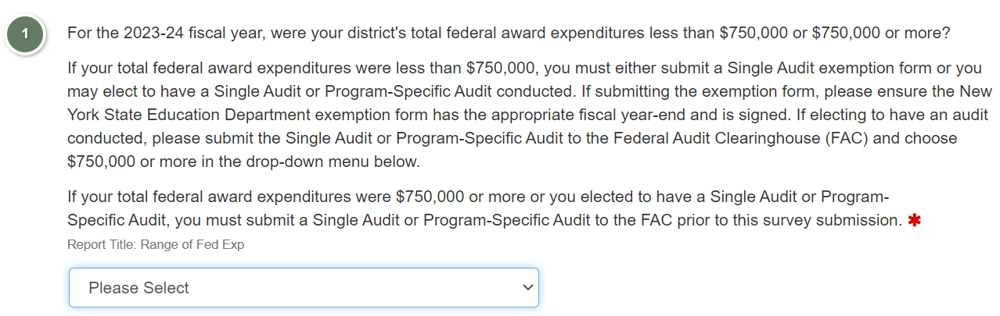 1
For the 2023-24 fiscal year, were your district's total federal award expenditures less than $750,000 or $750,000 or more?
If your total federal award expenditures were less than $750,000, you must either submit a Single Audit exemption form or you
may elect to have a Single Audit or Program-Specific Audit conducted. If submitting the exemption form, please ensure the New
York State Education Department exemption form has the appropriate fiscal year-end and is signed. If electing to have an audit
conducted, please submit the Single Audit or Program-Specific Audit to the Federal Audit Clearinghouse (FAC) and choose
$750,000 or more in the drop-down menu below.
If your total federal award expenditures were $750,000 or more or you elected to have a Single Audit or Program-
Specific Audit, you must submit a Single Audit or Program-Specific Audit to the FAC prior to this survey submission. ✱
Report Title: Range of Fed Exp
Please Select